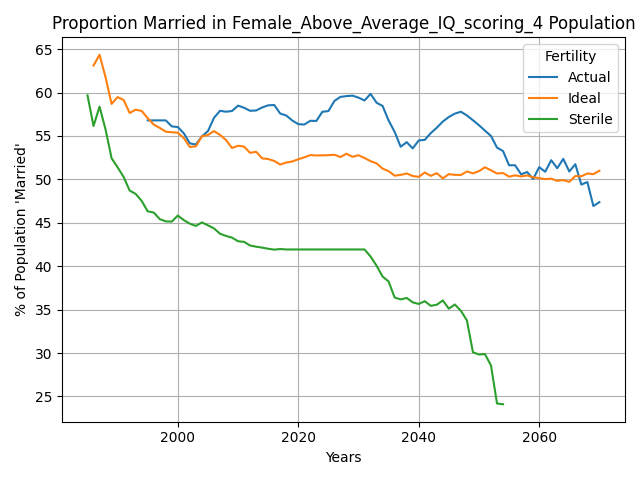 Proportion Married in Female_Above_Average_IQ_scoring_4 Population
Fertility
Actual
Ideal
Sterile
% of Population 'Married'
65
60
55
50
45
40
35
30
25
2000
2020
2040
2060
Years